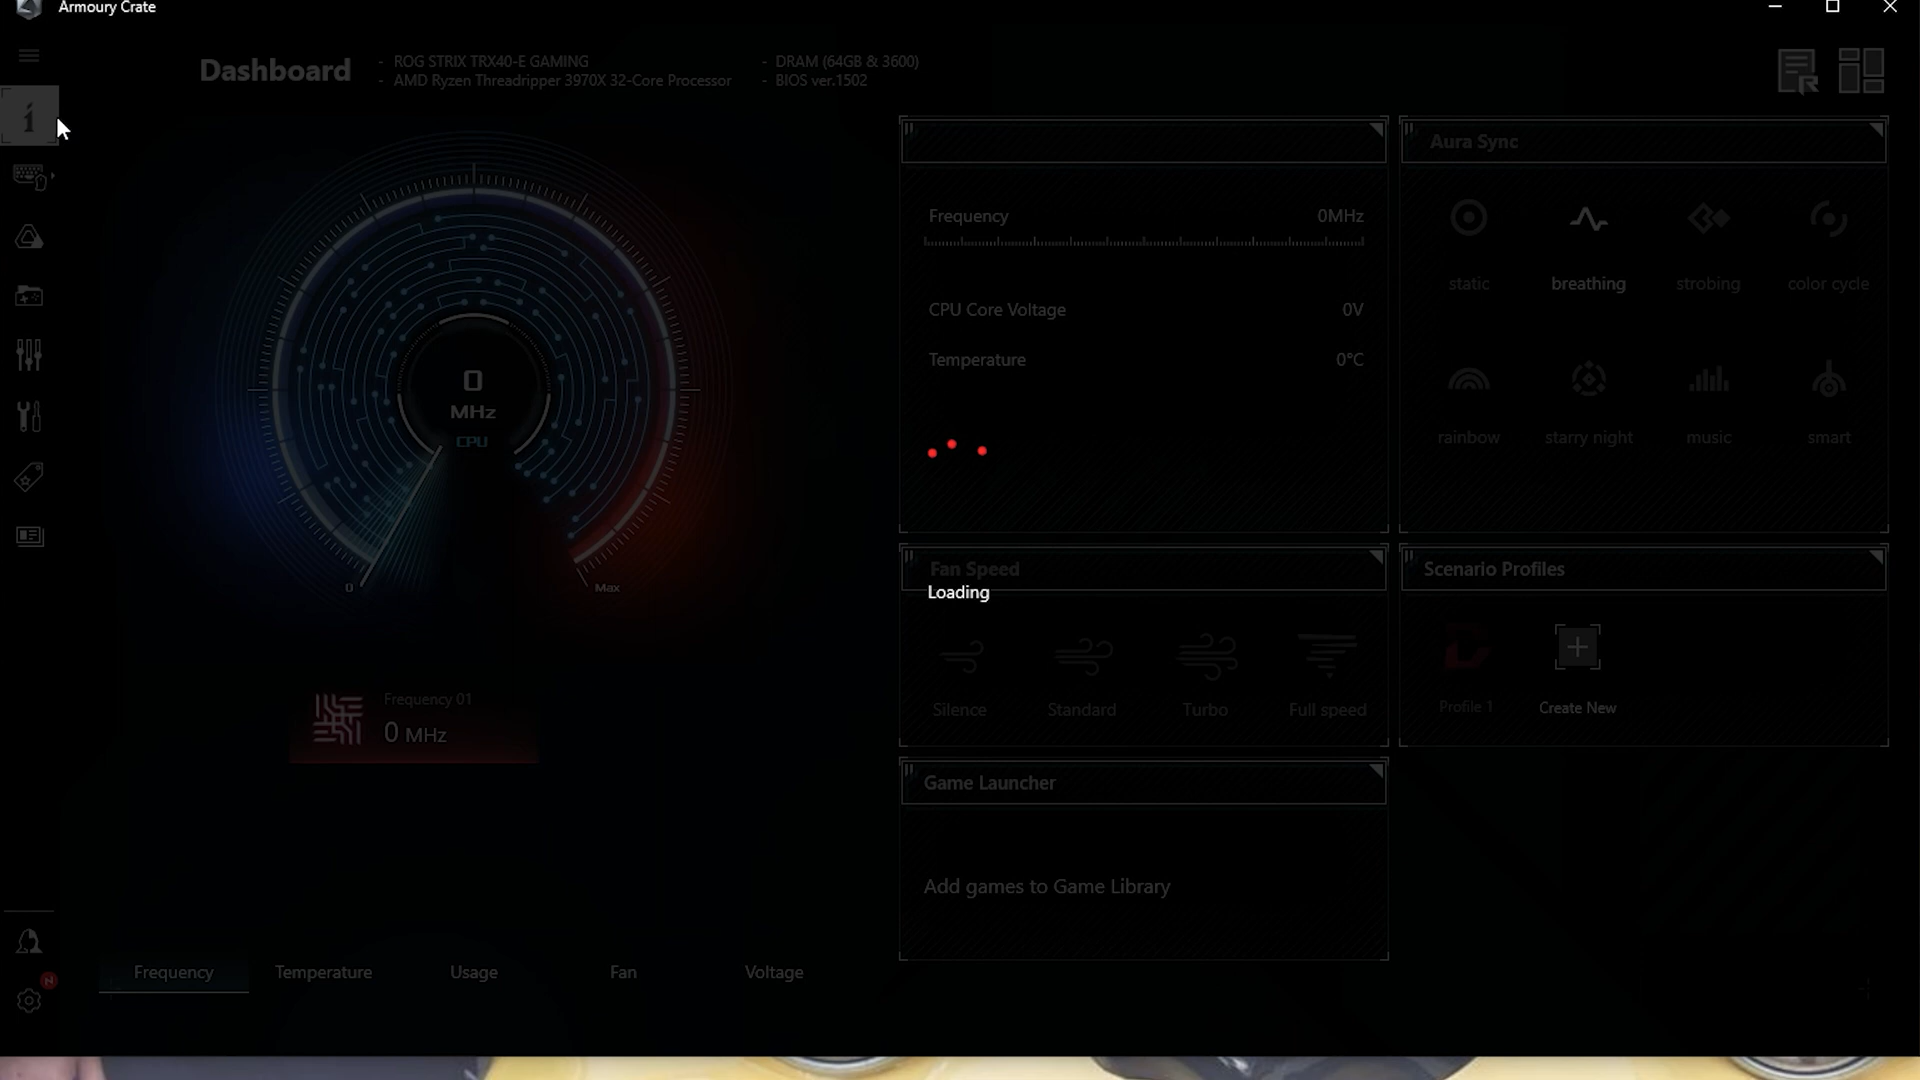 Armoury Crate
Dashboard
- ROG STRIX TRX40-E GAMING
- AMD Ryzen Threadripper 3970X 32-Core Processor
- DRAM (64GB & 3600)
- BIOS ver.1502
0
MHz
CPU
0
Max
Frequency 01
0 MHz
Frequency
Temperature
Usage
Fan
Voltage
Frequency 0MHz
CPU Core Voltage 0V
Temperature 0°C
Aura Sync
static breathing strobing color cycle
rainbow starry night music smart
Fan Speed
Loading
Silence Standard Turbo Full speed
Scenario Profiles
Profile 1 Create New
Game Launcher
Add games to Game Library
N